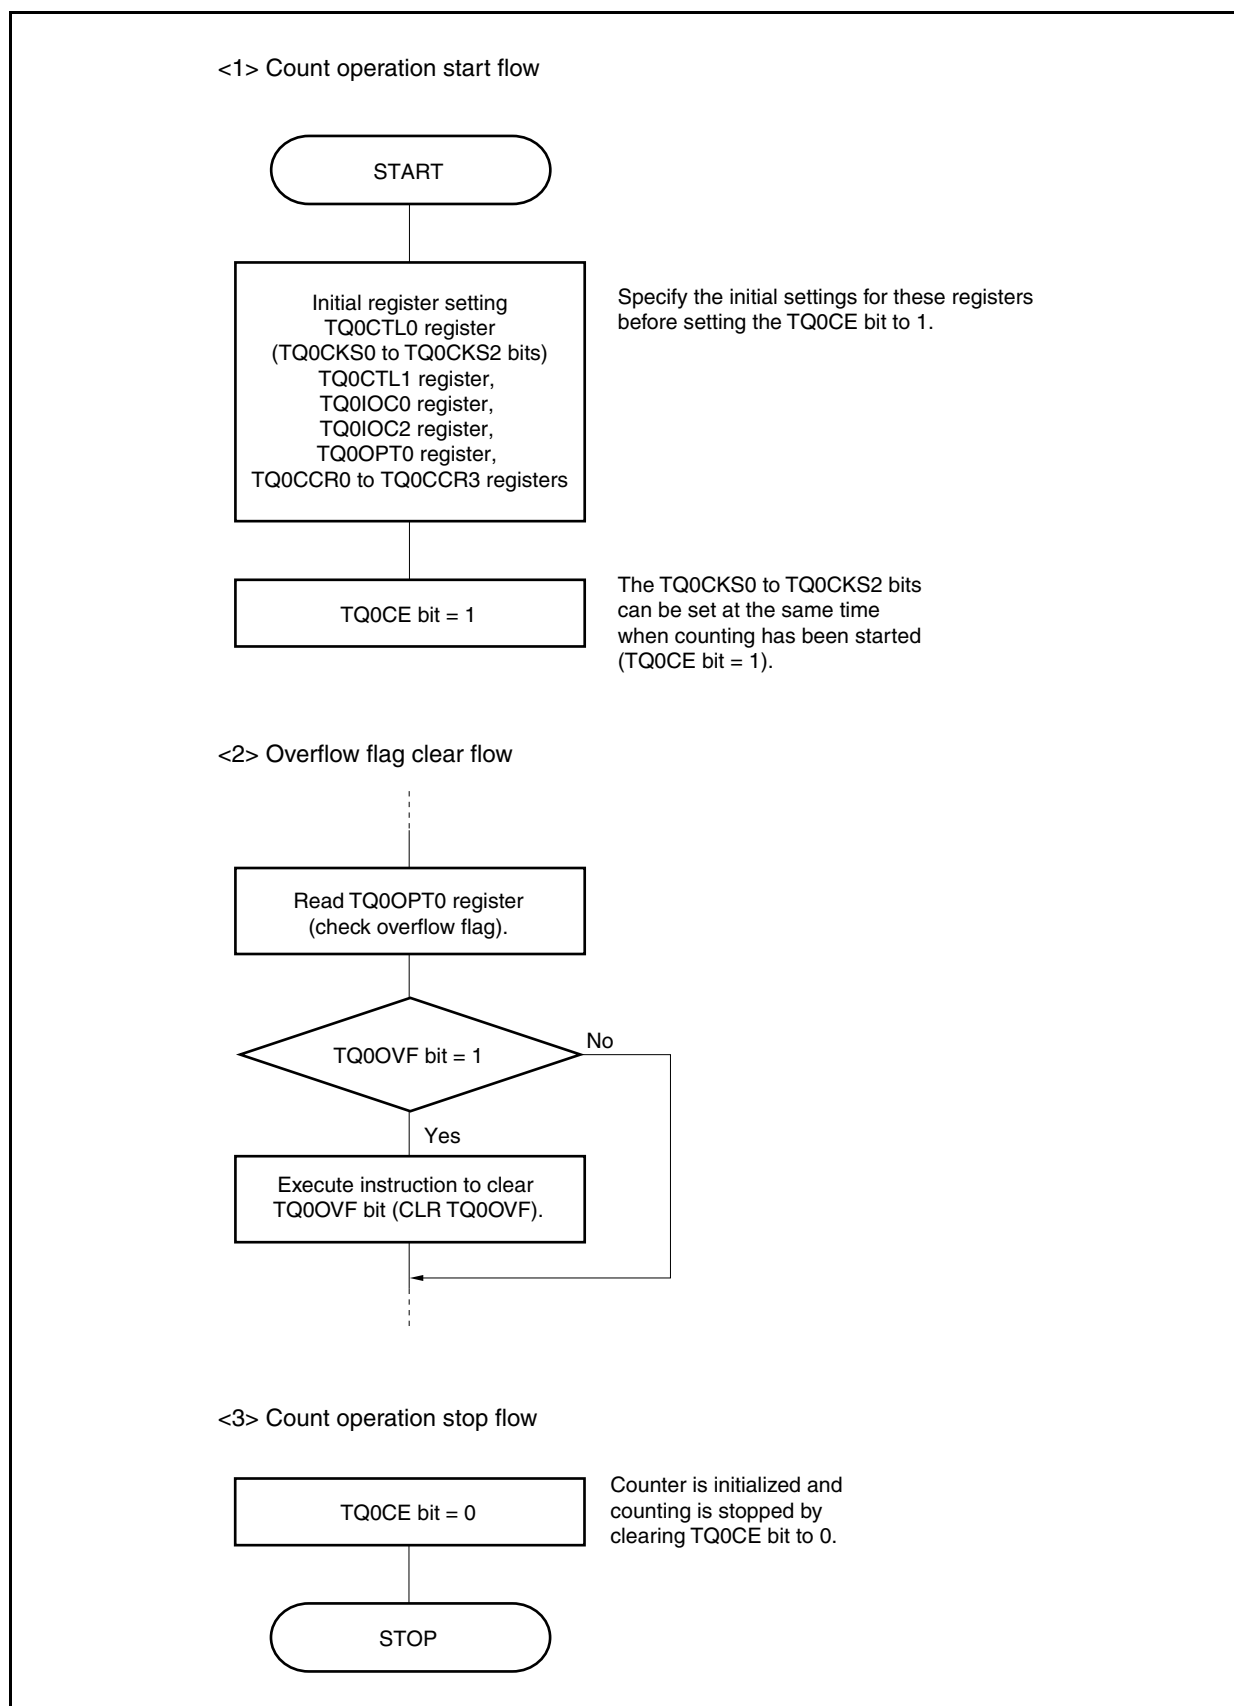 <1> Count operation start flow
START
Initial register setting
TQ0CTL0 register
(TQ0CKS0 to TQ0CKS2 bits)
TQ0CTL1 register,
TQ0IOC0 register,
TQ0IOC2 register,
TQ0OPT0 register,
TQ0CCR0 to TQ0CCR3 registers
Specify the initial settings for these registers
before setting the TQ0CE bit to 1.
TQ0CE bit = 1
The TQ0CKS0 to TQ0CKS2 bits
can be set at the same time
when counting has been started
(TQ0CE bit = 1).
<2> Overflow flag clear flow
Read TQ0OPT0 register
(check overflow flag).
TQ0OVF bit = 1
No
Yes
Execute instruction to clear
TQ0OVF bit (CLR TQ0OVF).
<3> Count operation stop flow
TQ0CE bit = 0
Counter is initialized and
counting is stopped by
clearing TQ0CE bit to 0.
STOP